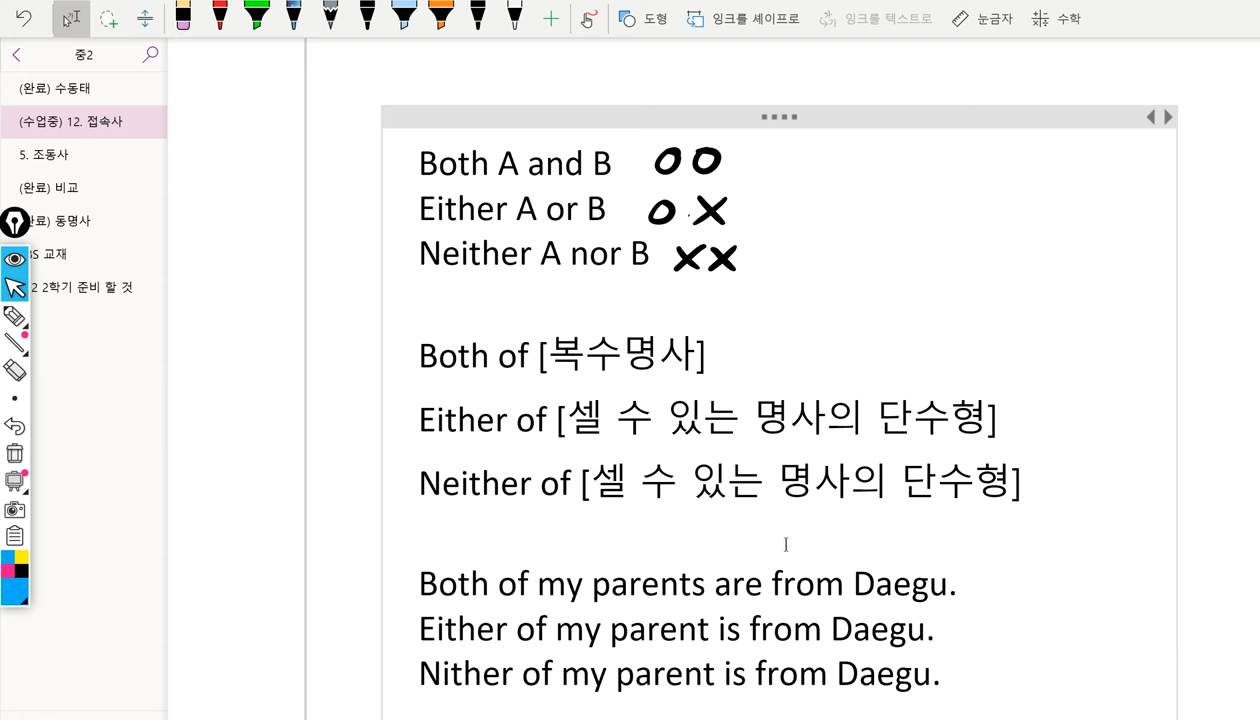 도형
잉크를 셰이프로
잉크를 텍스트로
눈금자
수학
중2
(완료) 수동태
(수업중) 12. 접속사
5. 조동사
(완료) 비교
료) 동명사
교재
2 2학기 준비 할 것
Both A and B O O
Either A or B O X
Neither A nor B X X
Both of [복수명사]
Either of [셀 수 있는 명사의 단수형]
Neither of [셀 수 있는 명사의 단수형]
Both of my parents are from Daegu.
Either of my parent is from Daegu.
Nither of my parent is from Daegu.